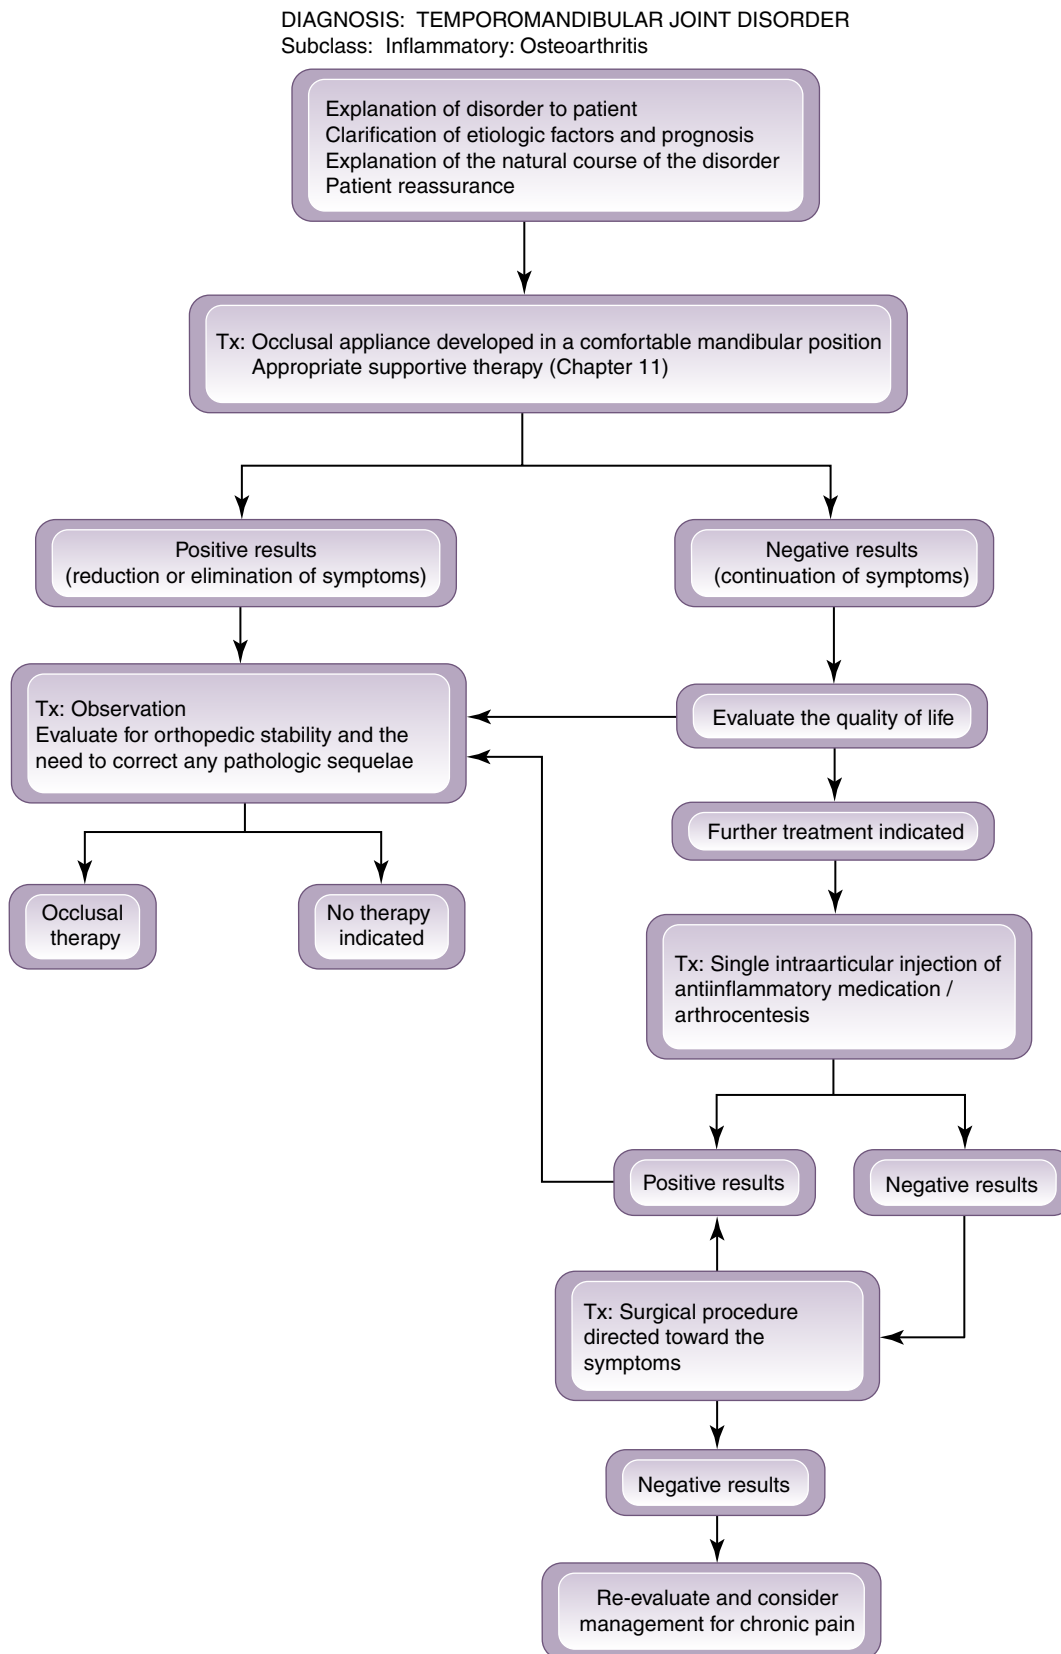 DIAGNOSIS: TEMPOROMANDIBULAR JOINT DISORDER
Subclass: Inflammatory: Osteoarthritis
Explanation of disorder to patient
Clarification of etiologic factors and prognosis
Explanation of the natural course of the disorder
Patient reassurance
Tx: Occlusal appliance developed in a comfortable mandibular position
Appropriate supportive therapy (Chapter 11)
Positive results
(reduction or elimination of symptoms)
Negative results
(continuation of symptoms)
Tx: Observation
Evaluate for orthopedic stability and the
need to correct any pathologic sequelae
Evaluate the quality of life
Further treatment indicated
Occlusal
therapy
No therapy
indicated
Tx: Single intraarticular injection of
antiinflammatory medication /
arthrocentesis
Positive results
Negative results
Tx: Surgical procedure
directed toward the
symptoms
Negative results
Re-evaluate and consider
management for chronic pain